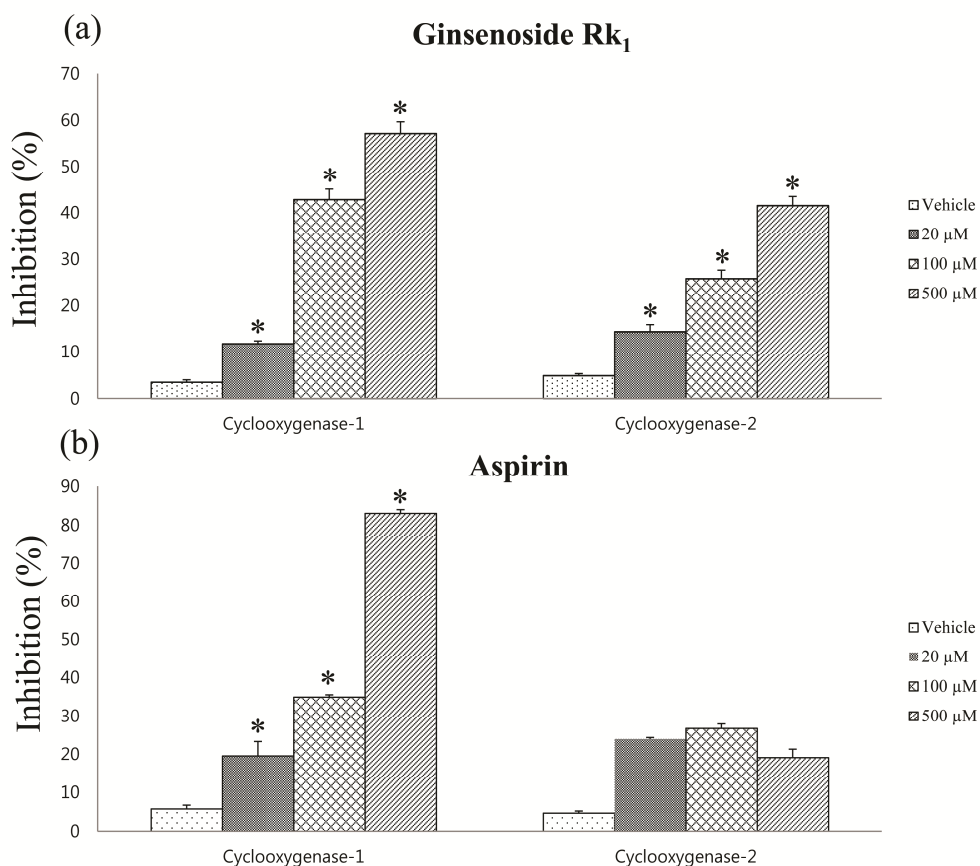 (a)
Ginsenoside Rk₁
Inhibition (%)
70
60
50
40
30
20
10
0
*
*
*
*
*
*
Cyclooxygenase-1
Cyclooxygenase-2
Vehicle
20 µM
100 µM
500 µM
(b)
Aspirin
Inhibition (%)
90
80
70
60
50
40
30
20
10
0
*
*
*
Cyclooxygenase-1
Cyclooxygenase-2
Vehicle
20 µM
100 µM
500 µM